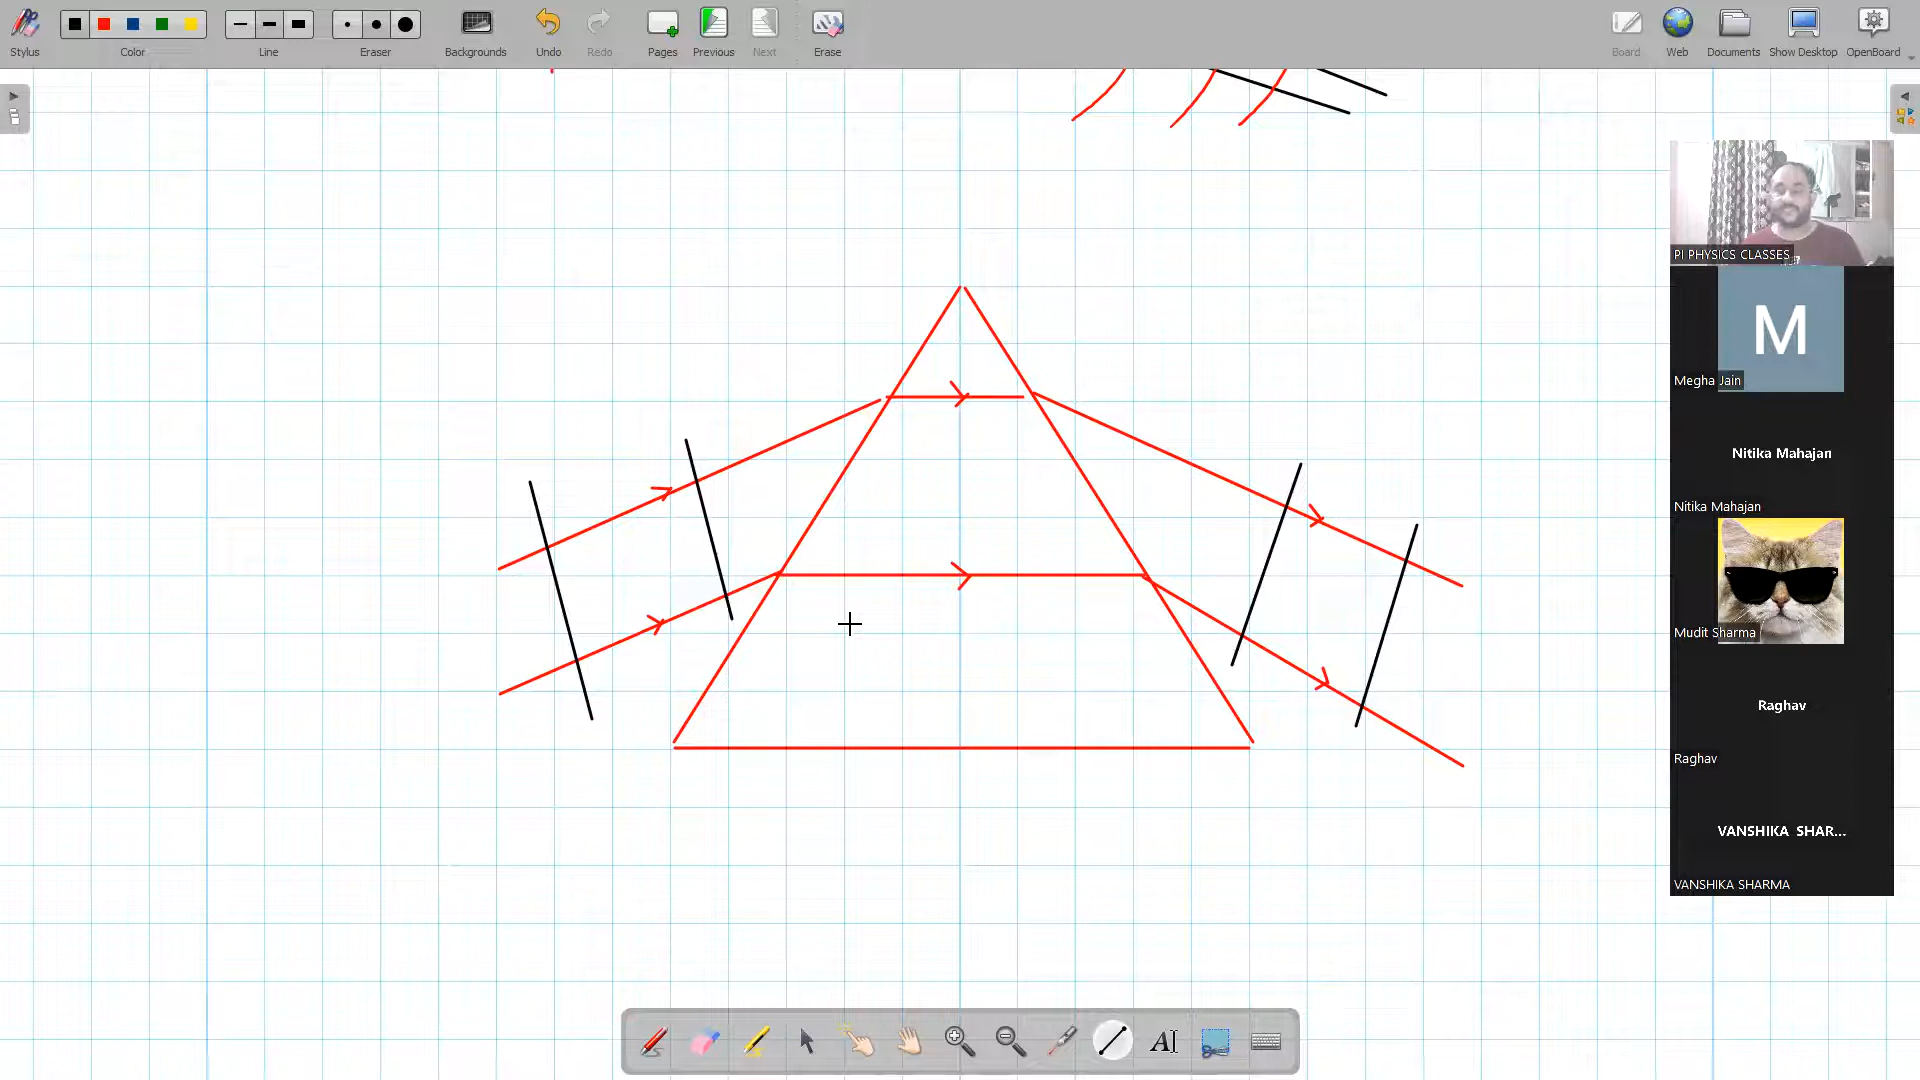 Stylus
Color
Line
Eraser
Backgrounds
Undo
Redo
Pages
Previous
Next
Erase
Board
Web
Documents
Show Desktop
OpenBoard
PI PHYSICS CLASSES
M
Megha Jain
Nitika Mahajan
Nitika Mahajan
Mudit Sharma
Raghav
Raghav
VANSHIKA SHAR...
VANSHIKA SHARMA
A